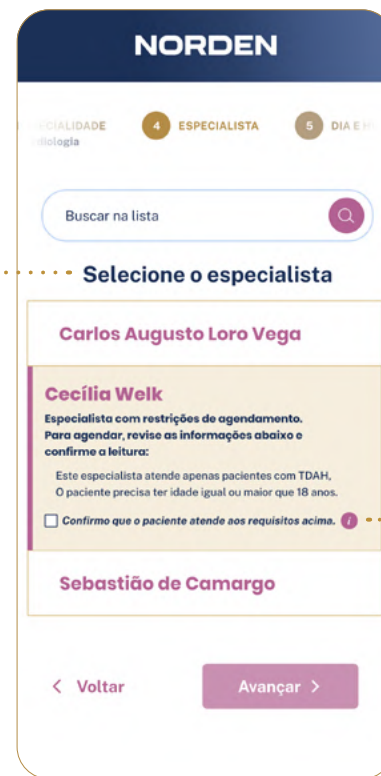 NORDEN
4 ESPECIALISTA
5 DIA E
Buscar na lista
Selecione o especialista
Carlos Augusto Loro Vega
Cecília Welk
Especialista com restrições de agendamento.
Para agendar, revise as informações abaixo e
confirme a leitura:
Este especialista atende apenas pacientes com TDAH,
O paciente precisa ter idade igual ou maior que 18 anos.
Confirmo que o paciente atende aos requisitos acima. i
Sebastião de Camargo
< Voltar
Avançar >